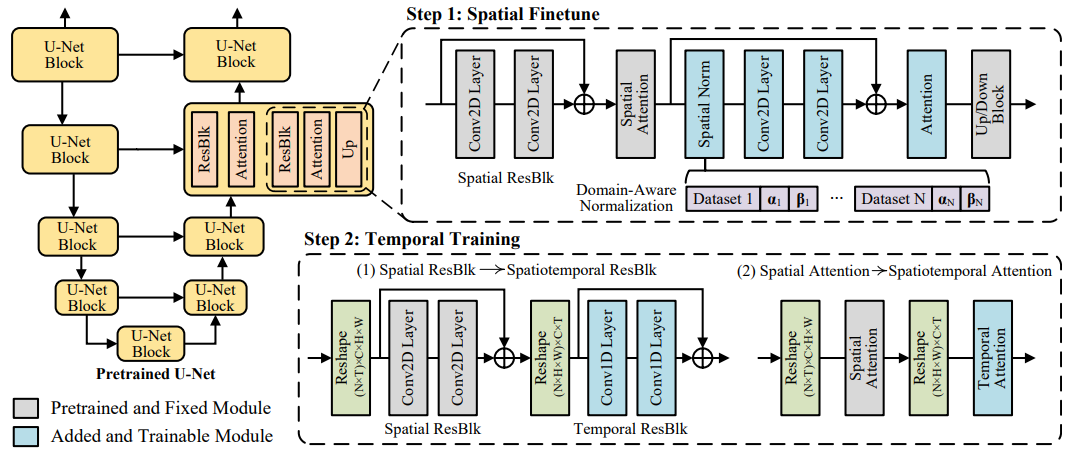 U-Net
Block
U-Net
Block
U-Net
Block
ResBlk
Attention
ResBlk
Attention
Up
U-Net
Block
U-Net
Block
U-Net
Block
U-Net
Block
U-Net
Block
Pretrained U-Net
Pretrained and Fixed Module
Added and Trainable Module
Step 1: Spatial Finetune
Conv2D Layer
Conv2D Layer
Spatial ResBlk
Spatial
Attention
Spatial Norm
Conv2D Layer
Conv2D Layer
Attention
Up/Down
Block
Domain-Aware
Normalization
Dataset 1 α1 β1 ... Dataset N αN βN
Step 2: Temporal Training
(1) Spatial ResBlk → Spatiotemporal ResBlk
Reshape
(N×T)×C×H×W
Conv2D Layer
Conv2D Layer
Spatial ResBlk
Reshape
(N×H×W)×C×T
Conv1D Layer
Conv1D Layer
Temporal ResBlk
(2) Spatial Attention → Spatiotemporal Attention
Reshape
(N×T)×C×H×W
Spatial
Attention
Reshape
(N×H×W)×C×T
Temporal
Attention